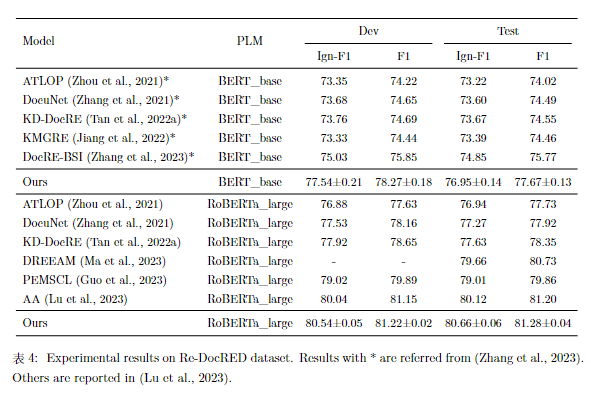 Model PLM Dev Test
Ign-F1 F1 Ign-F1 F1
ATLOP (Zhou et al., 2021)* BERT_base 73.35 74.22 73.22 74.02
DocuNet (Zhang et al., 2021)* BERT_base 73.68 74.65 73.60 74.49
KD-DocRE (Tan et al., 2022a)* BERT_base 73.76 74.69 73.67 74.55
KMGRE (Jiang et al., 2022)* BERT_base 73.33 74.44 73.39 74.46
DocRE-BSI (Zhang et al., 2023)* BERT_base 75.03 75.85 74.85 75.77
Ours BERT_base 77.54±0.21 78.27±0.18 76.95±0.14 77.67±0.13
ATLOP (Zhou et al., 2021) RoBERTa_large 76.88 77.63 76.94 77.73
DocuNet (Zhang et al., 2021) RoBERTa_large 77.53 78.16 77.27 77.92
KD-DocRE (Tan et al., 2022a) RoBERTa_large 77.92 78.65 77.63 78.35
DREEAM (Ma et al., 2023) RoBERTa_large - - 79.66 80.73
PEMSCL (Guo et al., 2023) RoBERTa_large 79.02 79.89 79.01 79.86
AA (Lu et al., 2023) RoBERTa_large 80.04 81.15 80.12 81.20
Ours RoBERTa_large 80.54±0.05 81.22±0.02 80.66±0.06 81.28±0.04
表 4: Experimental results on Re-DocRED dataset. Results with * are referred from (Zhang et al., 2023).
Others are reported in (Lu et al., 2023).